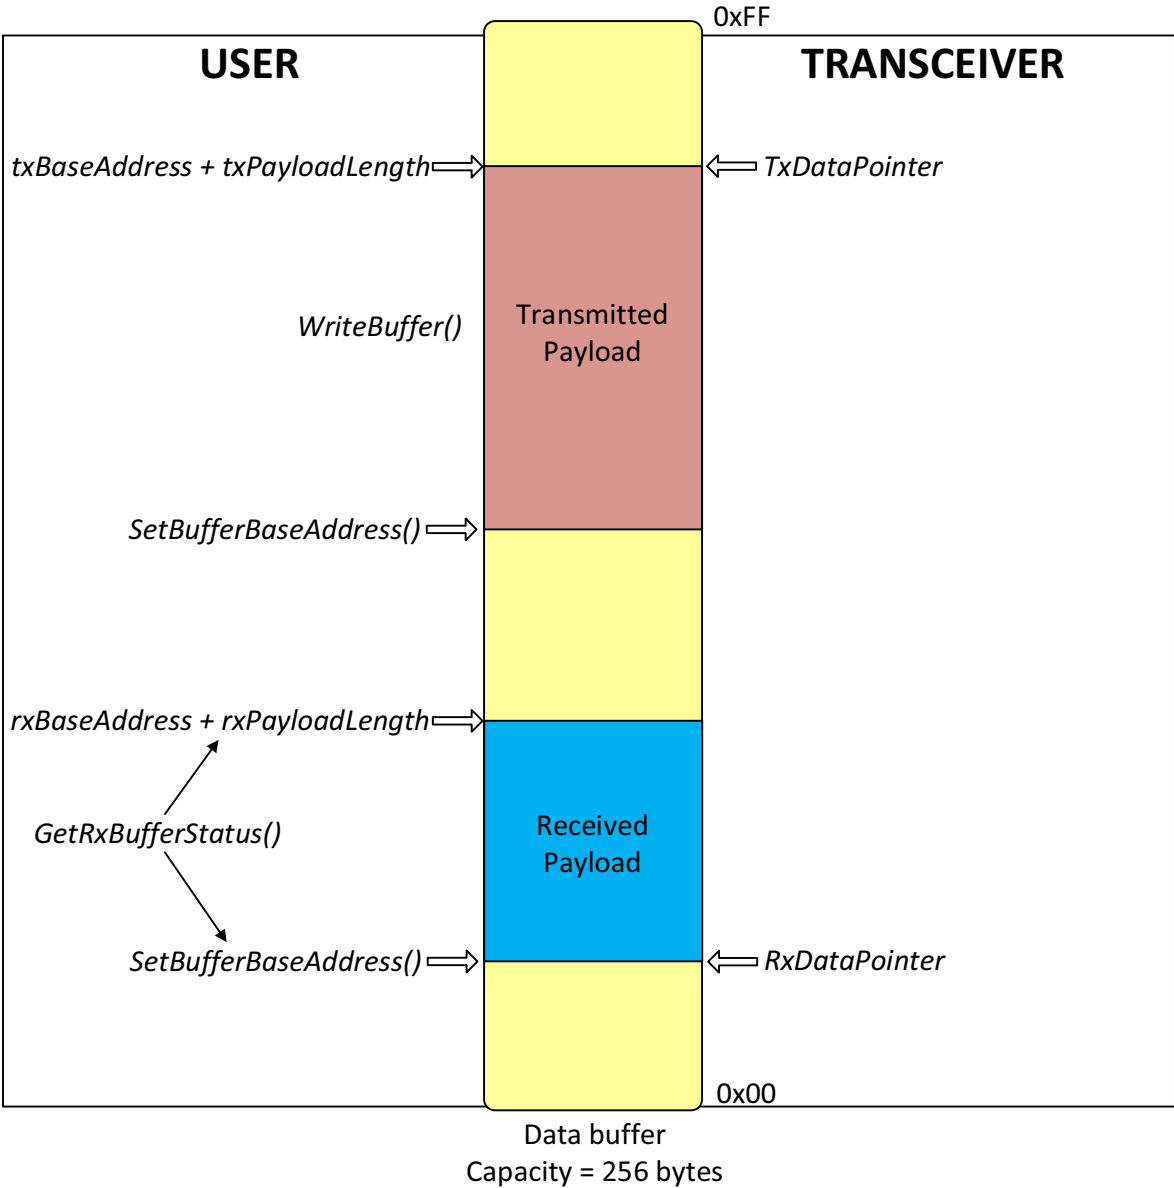 0xFF
USER
TRANSCEIVER
txBaseAddress + txPayloadLength
TxDataPointer
WriteBuffer()
Transmitted
Payload
SetBufferBaseAddress()
rxBaseAddress + rxPayloadLength
GetRxBufferStatus()
Received
Payload
SetBufferBaseAddress()
RxDataPointer
0x00
Data buffer
Capacity = 256 bytes